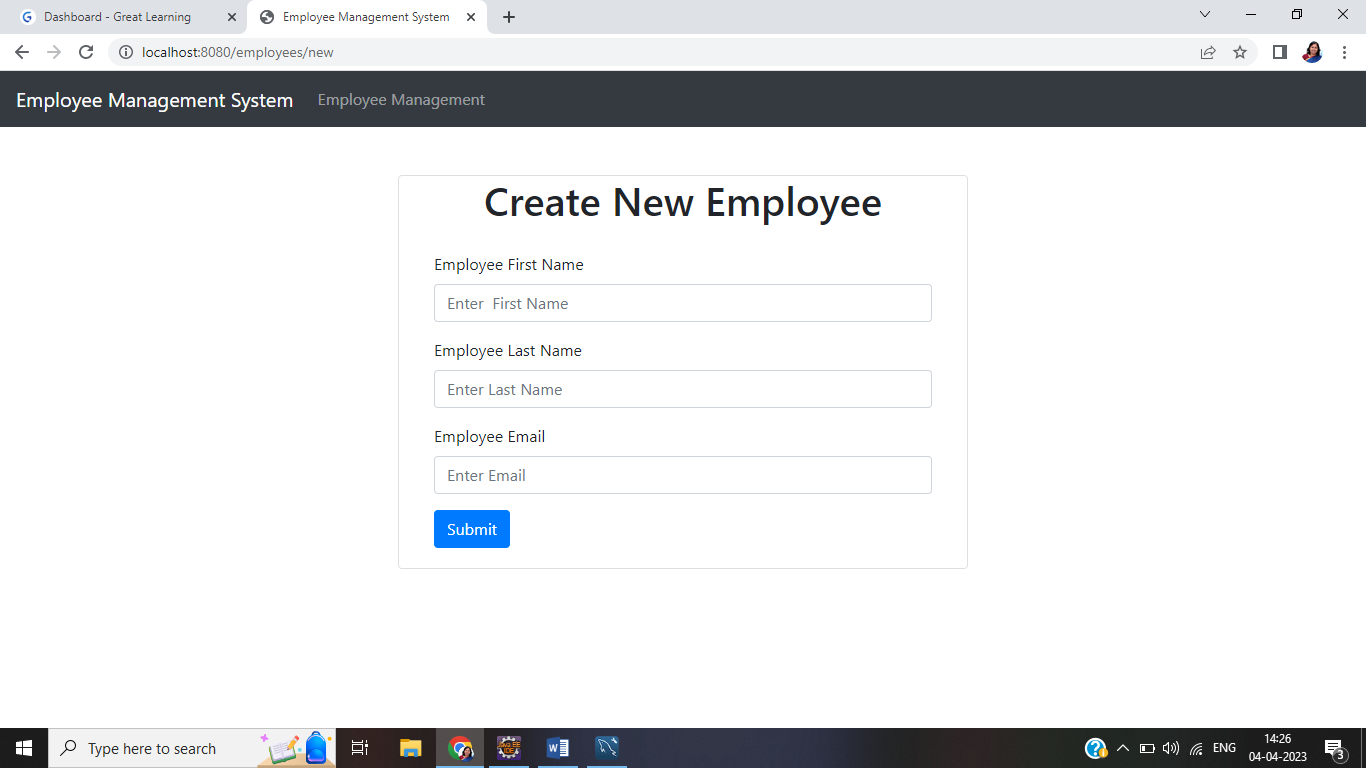 Dashboard - Great Learning
Employee Management System
localhost:8080/employees/new
Employee Management System Employee Management
Create New Employee
Employee First Name
Enter  First Name
Employee Last Name
Enter Last Name
Employee Email
Enter Email
Submit
Type here to search
ENG
14:26
04-04-2023
3